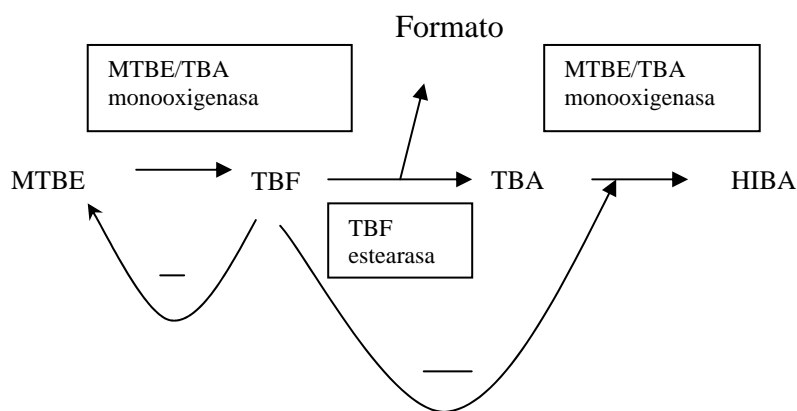 Formato
MTBE/TBA
monooxigenasa
MTBE/TBA
monooxigenasa
MTBE
TBF
TBA
HIBA
TBF
estearasa